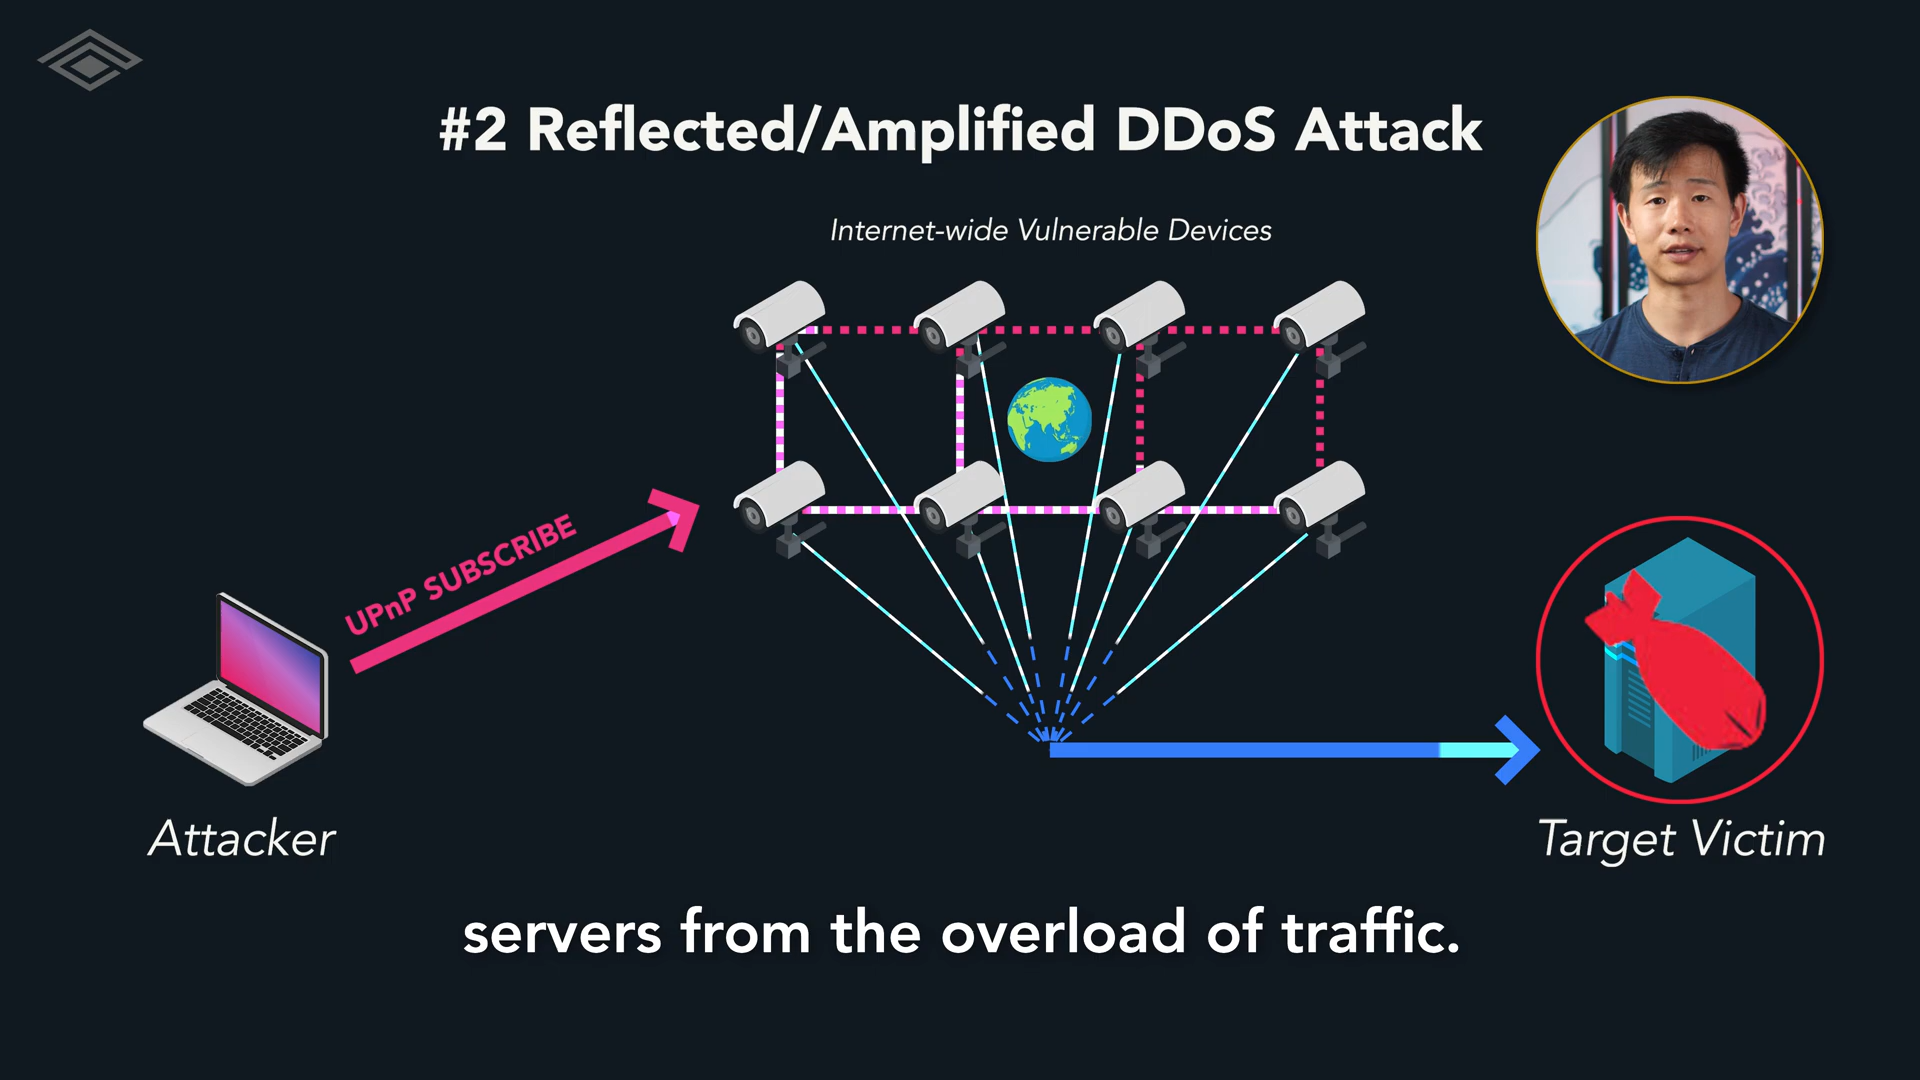 #2 Reflected/Amplified DDoS Attack
Internet-wide Vulnerable Devices
UPnP SUBSCRIBE
Attacker
Target Victim
servers from the overload of traffic.